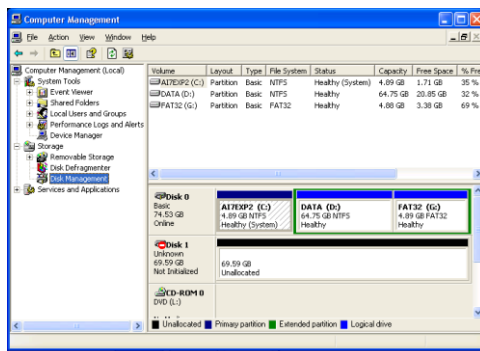 Computer Management
File Action View Window Help
Computer Management (Local)
System Tools
Event Viewer
Shared Folders
Local Users and Groups
Performance Logs and Alerts
Device Manager
Storage
Removable Storage
Disk Defragmenter
Disk Management
Services and Applications
Volume Layout Type File System Status Capacity Free Space % Fre
AI7EXP2 (C:) Partition Basic NTFS Healthy (System) 4.89 GB 1.71 GB 35 %
DATA (D:) Partition Basic NTFS Healthy 64.75 GB 20.85 GB 32 %
FAT32 (G:) Partition Basic FAT32 Healthy 4.88 GB 3.38 GB 69 %
Disk 0
Basic
74.53 GB
Online
AI7EXP2 (C:)
4.89 GB NTFS
Healthy (System)
DATA (D:)
64.75 GB NTFS
Healthy
FAT32 (G:)
4.89 GB FAT32
Healthy
Disk 1
Unknown
69.59 GB
Not Initialized
69.59 GB
Unallocated
CD-ROM 0
DVD (L:)
Unallocated Primary partition Extended partition Logical drive